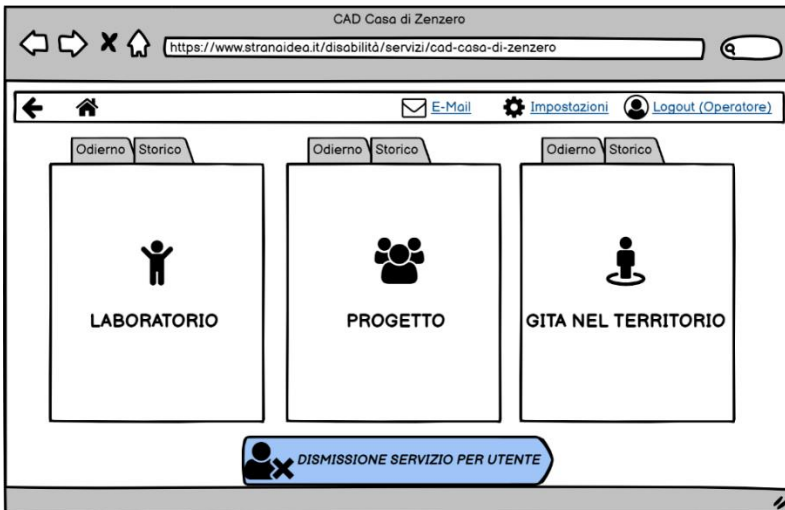 CAD Casa di Zenzero
https://www.stranaidea.it/disabilità/servizi/cad-casa-di-zenzero
E-Mail Impostazioni Logout (Operatore)
Odierno Storico Odierno Storico Odierno Storico
LABORATORIO PROGETTO GITA NEL TERRITORIO
DISMISSIONE SERVIZIO PER UTENTE